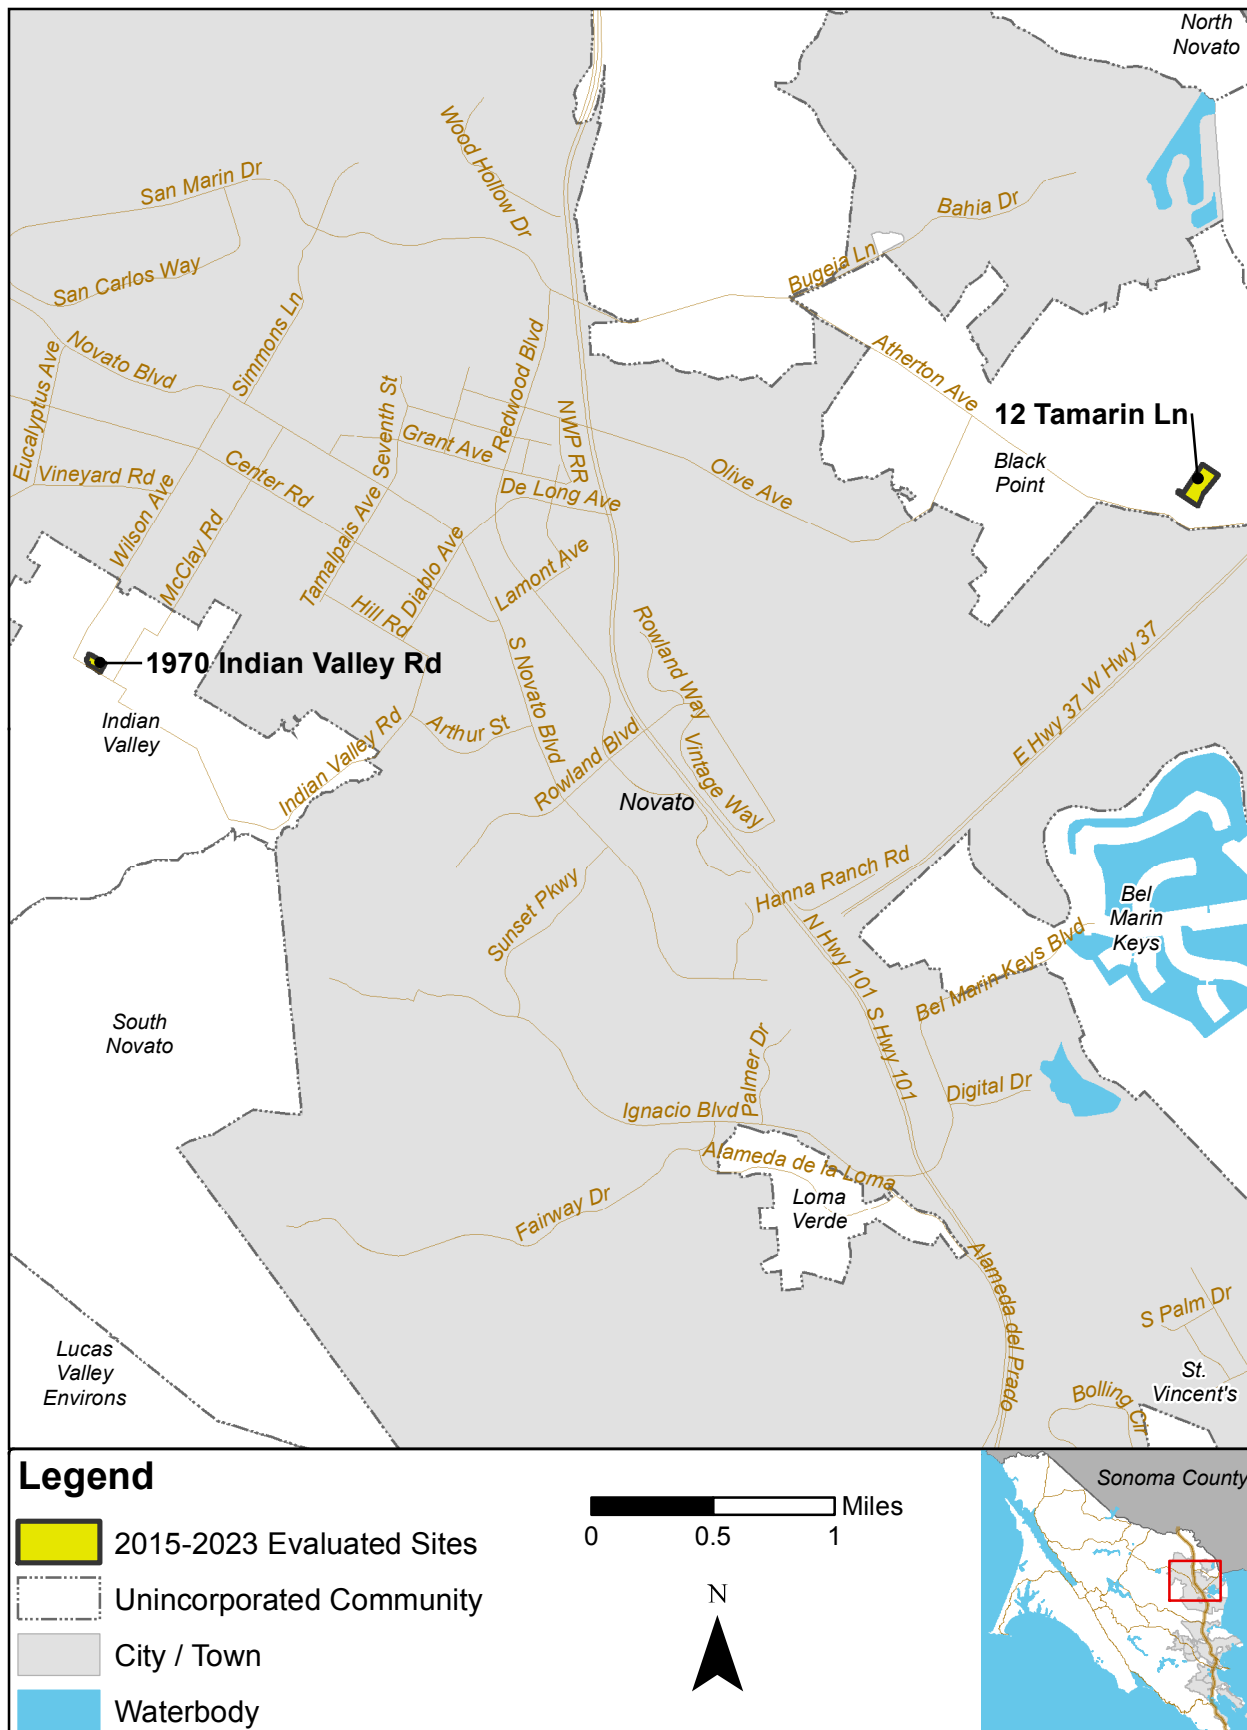 North
Novato
Wood Hollow Dr
San Marin Dr
Bahia Dr
Bugeia Ln
San Carlos Way
Simmons Ln
Novato Blvd
Redwood Blvd
Atherton Ave
Eucalyptus Ave
Seventh St
NWP RR
12 Tamarin Ln
Grant Ave
Black
Point
Olive Ave
Vineyard Rd
Center Rd
De Long Ave
Wilson Ave
McClay Rd
Tamalpais Ave
Diablo Ave
Lamont Ave
Hill Rd
Rowland Way
1970 Indian Valley Rd
S Novato Blvd
E Hwy 37 W Hwy 37
Indian
Valley
Arthur St
Indian Valley Rd
Rowland Blvd
Vintage Way
Novato
Hanna Ranch Rd
Sunset Pkwy
Bel
Marin
Keys
N Hwy 101 S Hwy 101
Bel Marin Keys Blvd
South
Novato
Palmer Dr
Digital Dr
Ignacio Blvd
Alameda de la Loma
Loma
Verde
Fairway Dr
Alameda del Prado
S Palm Dr
Lucas
Valley
Environs
St.
Vincent's
Bolling Cir
Legend
2015-2023 Evaluated Sites
Unincorporated Community
City / Town
Waterbody
Miles
0 0.5 1
N
Sonoma County